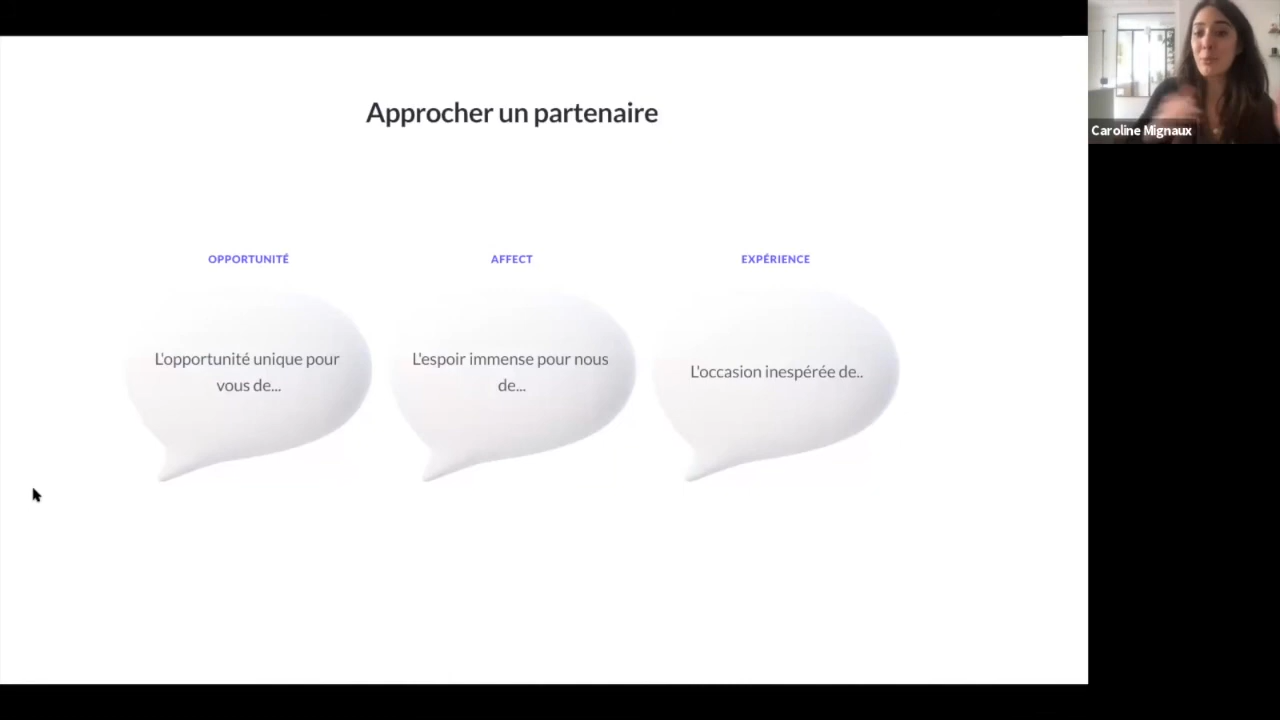 Approcher un partenaire
Caroline Mignaux
OPPORTUNITÉ
AFFECT
EXPÉRIENCE
L'opportunité unique pour
vous de...
L'espoir immense pour nous
de...
L'occasion inespérée de..